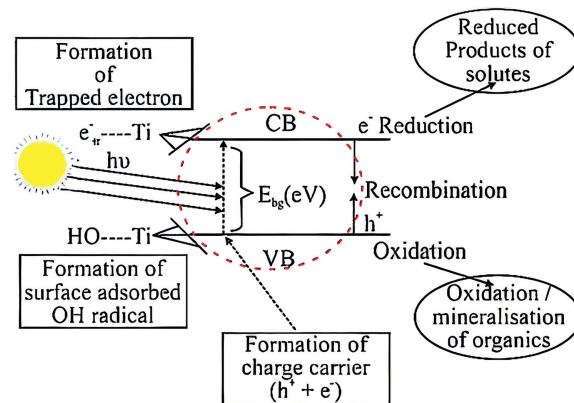 Formation
of
Trapped electron
Reduced
Products of
solutes
e⁻tr----Ti
CB
e⁻ Reduction
hυ
E_bg(eV)
Recombination
h⁺
HO----Ti
VB
Oxidation
Formation of
surface adsorbed
OH radical
Oxidation /
mineralisation
of organics
Formation of
charge carrier
(h⁺ + e⁻)